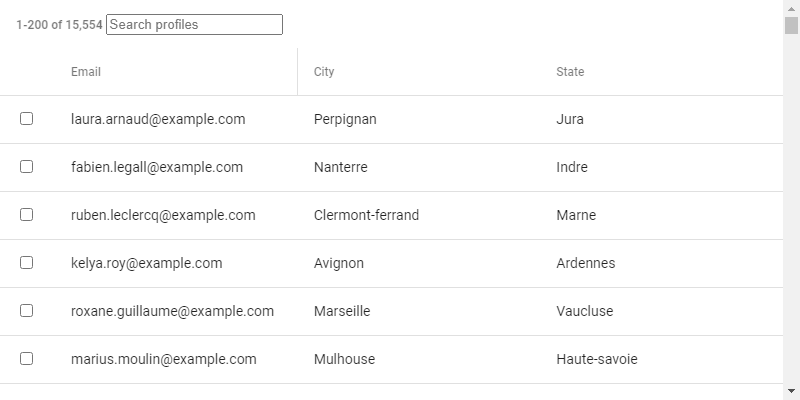 1-200 of 15,554 Search profiles
Email City State
laura.arnaud@example.com Perpignan Jura
fabien.legall@example.com Nanterre Indre
ruben.leclercq@example.com Clermont-ferrand Marne
kelya.roy@example.com Avignon Ardennes
roxane.guillaume@example.com Marseille Vaucluse
marius.moulin@example.com Mulhouse Haute-savoie